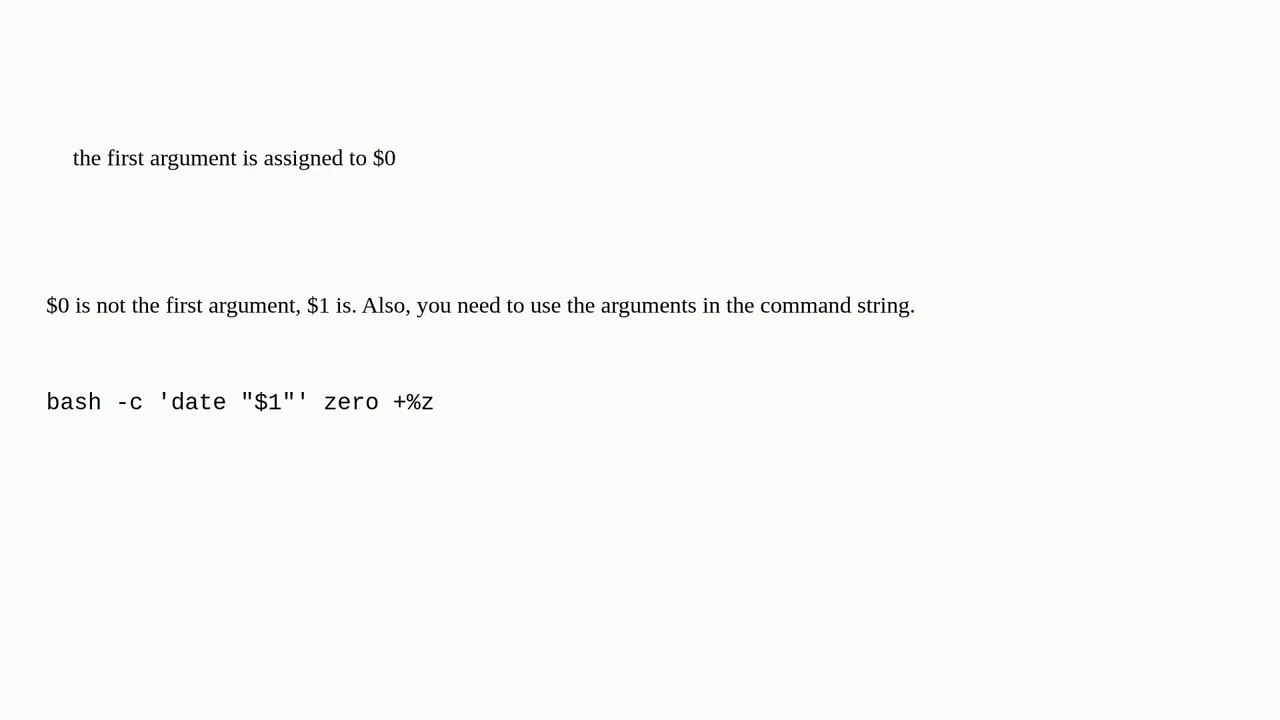 the first argument is assigned to $0
$0 is not the first argument, $1 is. Also, you need to use the arguments in the command string.
bash -c 'date "$1"' zero +%z